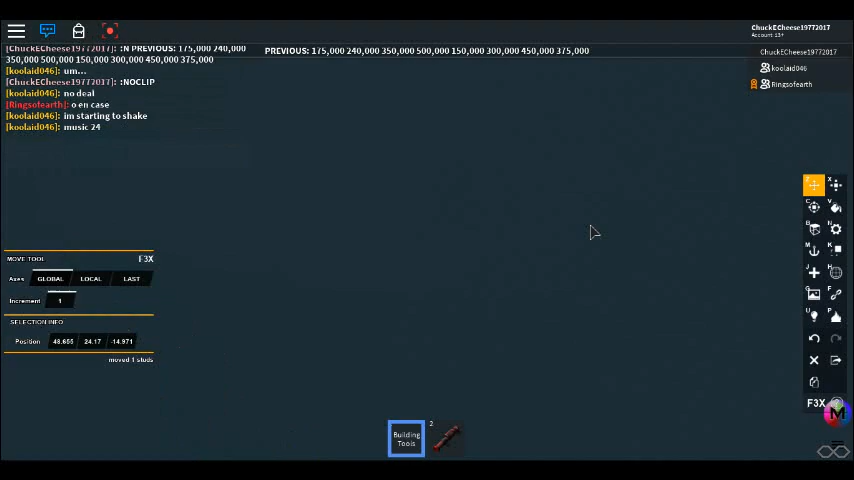 ChuckECheese19772017
Account: 13+
[ChuckECheese19772017]: :N PREVIOUS: 175,000 240,000
350,000 500,000 150,000 300,000 450,000 375,000
PREVIOUS: 175,000 240,000 350,000 500,000 150,000 300,000 450,000 375,000
ChuckECheese19772017
[koolaid046]: um...
koolaid046
[ChuckECheese19772017]: :NOCLIP
Ringsofearth
[koolaid046]: no deal
[Ringsofearth]: o en case
[koolaid046]: im starting to shake
[koolaid046]: music 24
Z X
C V
B N
M K
J H
G F
U P
F3X
MOVE TOOL F3X
Axes GLOBAL LOCAL LAST
Increment 1
SELECTION INFO
Position 48.655 24.17 -14.971
moved 1 studs
Building
Tools
2
M